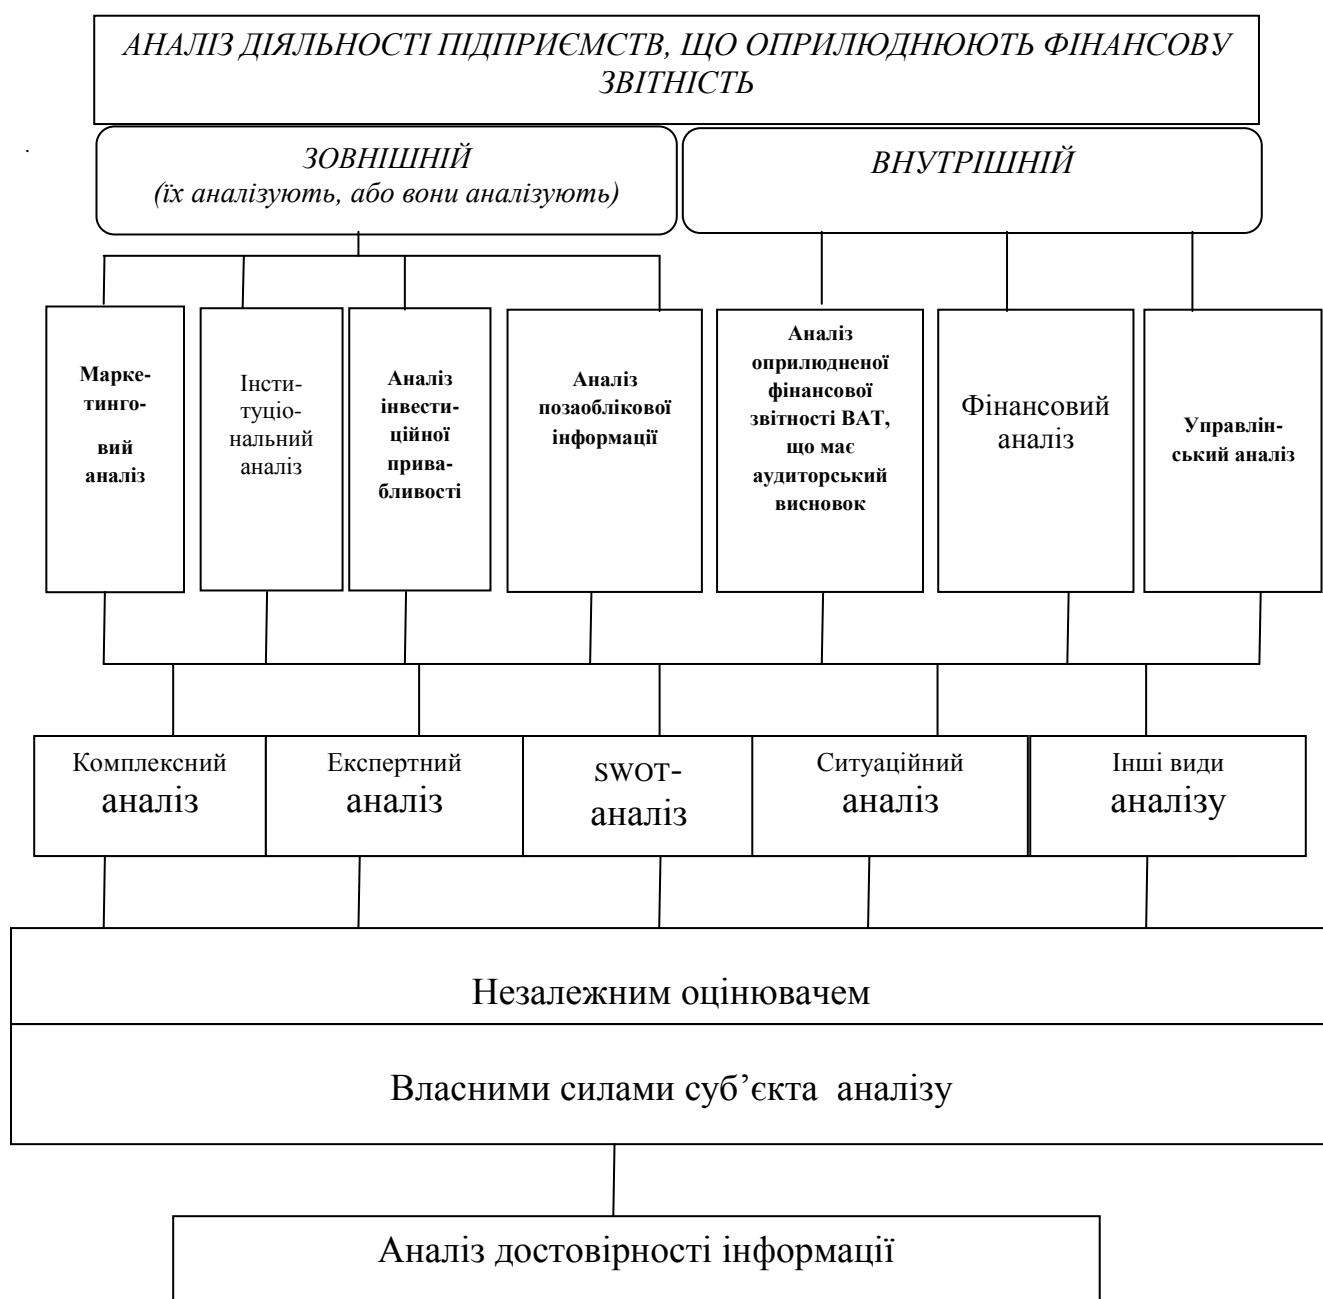 АНАЛІЗ ДІЯЛЬНОСТІ ПІДПРИЄМСТВ, ЩО ОПРИЛЮДНЮЮТЬ ФІНАНСОВУ
ЗВІТНІСТЬ
ЗОВНІШНІЙ
(їх аналізують, або вони аналізують)
ВНУТРІШНІЙ
Марке-
тинго-
вий
аналіз
Інсти-
туціо-
нальний
аналіз
Аналіз
інвести-
ційної
прива-
бливості
Аналіз
позаоблікової
інформації
Аналіз
оприлюдненої
фінансової
звітності ВАТ,
що має
аудиторський
висновок
Фінансовий
аналіз
Управлін-
ський аналіз
Комплексний
аналіз
Експертний
аналіз
SWOT-
аналіз
Ситуаційний
аналіз
Інші види
аналізу
Незалежним оцінювачем
Власними силами суб’єкта аналізу
Аналіз достовірності інформації